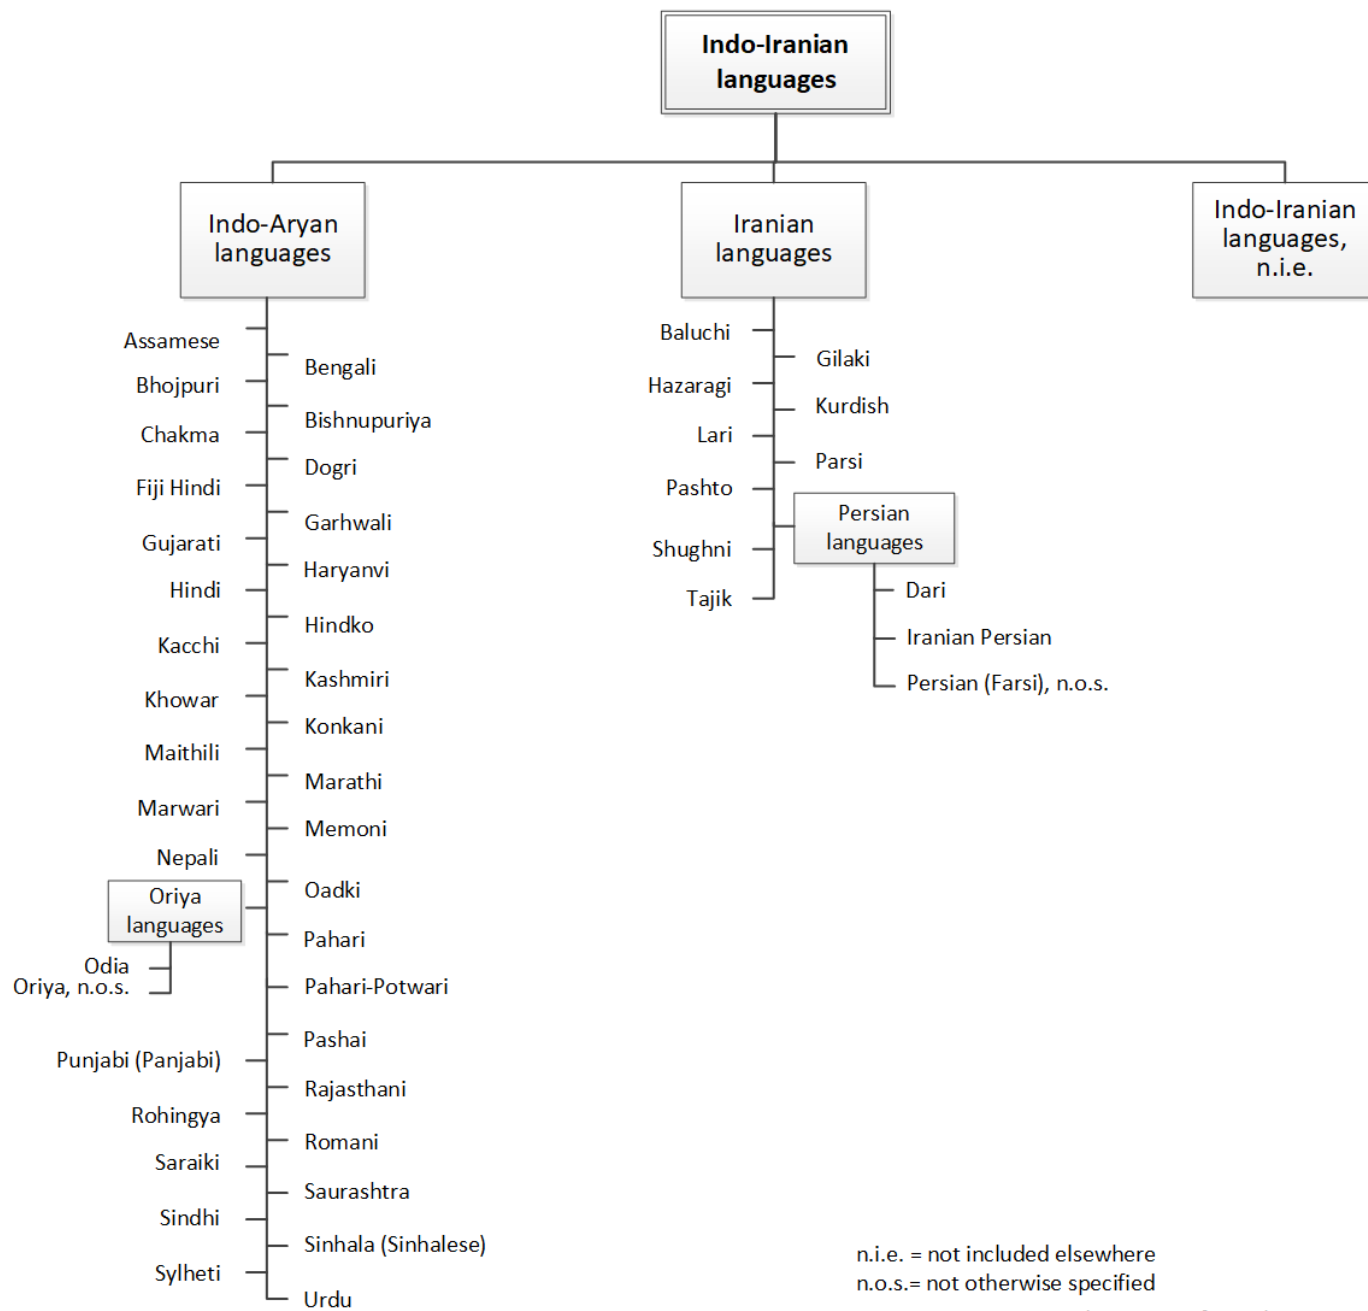 Indo-Iranian
languages
Indo-Aryan
languages
Assamese
Bengali
Bhojpuri
Bishnupuriya
Chakma
Dogri
Fiji Hindi
Garhwali
Gujarati
Haryanvi
Hindi
Hindko
Kacchi
Kashmiri
Khowar
Konkani
Maithili
Marathi
Marwari
Memoni
Nepali
Oadki
Oriya
languages
Odia
Oriya, n.o.s.
Pahari
Pahari-Potwari
Pashai
Punjabi (Panjabi)
Rajasthani
Rohingya
Romani
Saraiki
Saurashtra
Sindhi
Sinhala (Sinhalese)
Sylheti
Urdu
Iranian
languages
Baluchi
Gilaki
Hazaragi
Kurdish
Lari
Parsi
Pashto
Persian
languages
Dari
Iranian Persian
Persian (Farsi), n.o.s.
Shughni
Tajik
Indo-Iranian
languages,
n.i.e.
n.i.e. = not included elsewhere
n.o.s.= not otherwise specified